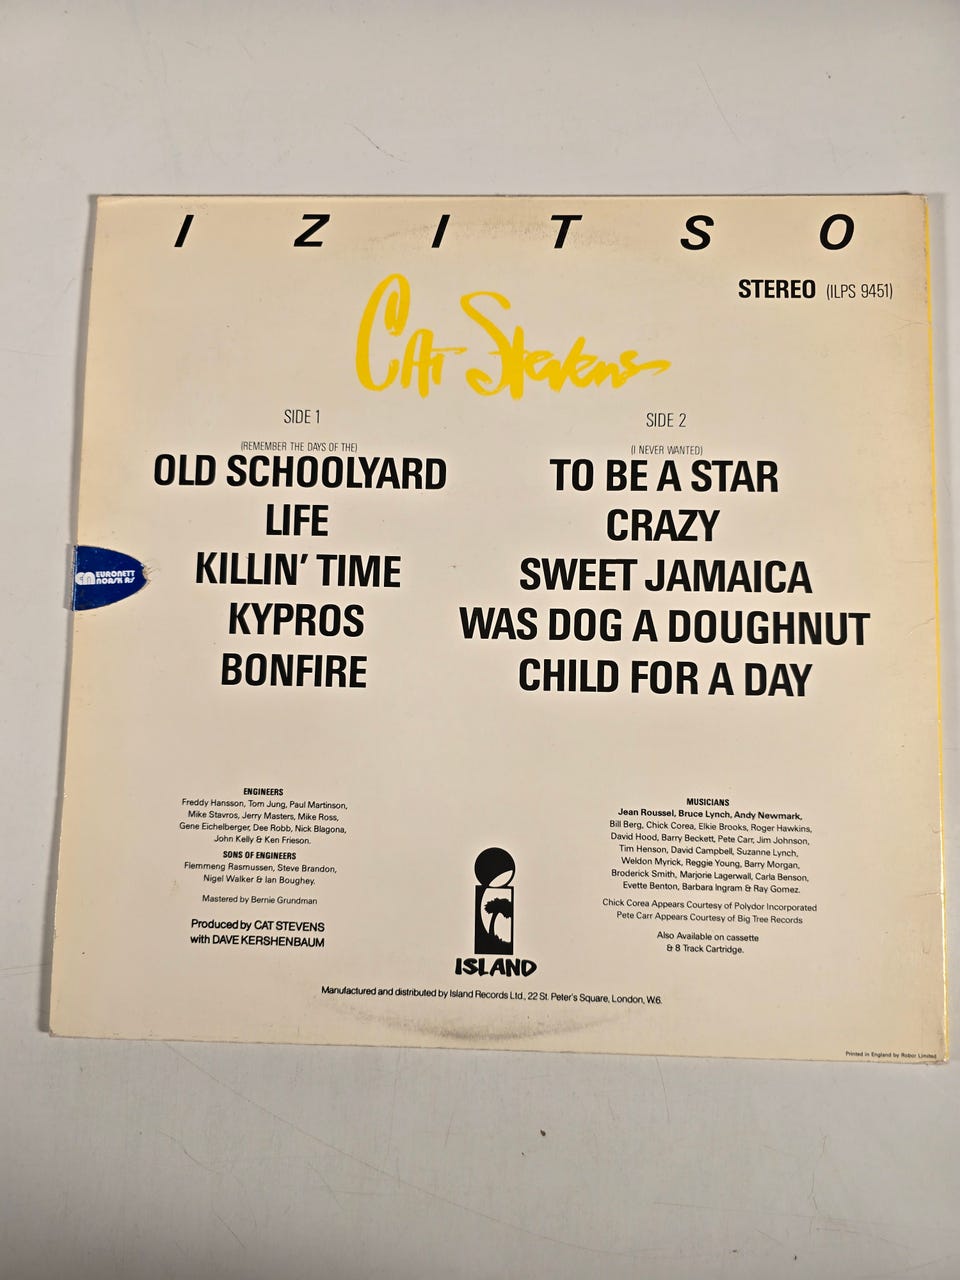 IZITSO
STEREO (ILPS 9451)
Cat Stevens
SIDE 1
(REMEMBER THE DAYS OF THE)
OLD SCHOOLYARD
LIFE
KILLIN' TIME
KYPROS
BONFIRE
SIDE 2
(I NEVER WANTED)
TO BE A STAR
CRAZY
SWEET JAMAICA
WAS DOG A DOUGHNUT
CHILD FOR A DAY
EURONETT
NORSK AS
ENGINEERS
Freddy Hansson, Tom Jung, Paul Martinson,
Mike Stavros, Jerry Masters, Mike Ross,
Gene Eichelberger, Dee Robb, Nick Blagona,
John Kelly & Ken Frieson.
SONS OF ENGINEERS
Flemmeng Rasmussen, Steve Brandon,
Nigel Walker & Ian Boughey.
Mastered by Bernie Grundman
Produced by CAT STEVENS
with DAVE KERSHENBAUM
MUSICIANS
Jean Roussel, Bruce Lynch, Andy Newmark,
Bill Berg, Chick Corea, Elkie Brooks, Roger Hawkins,
David Hood, Barry Beckett, Pete Carr, Jim Johnson,
Tim Henson, David Campbell, Suzanne Lynch,
Weldon Myrick, Reggie Young, Barry Morgan,
Broderick Smith, Marjorie Lagerwall, Carla Benson,
Evette Benton, Barbara Ingram & Ray Gomez.
Chick Corea Appears Courtesy of Polydor Incorporated
Pete Carr Appears Courtesy of Big Tree Records
Also Available on cassette
& 8 Track Cartridge.
ISLAND
Manufactured and distributed by Island Records Ltd., 22 St. Peter's Square, London, W6.
Printed in England by Robor Limited